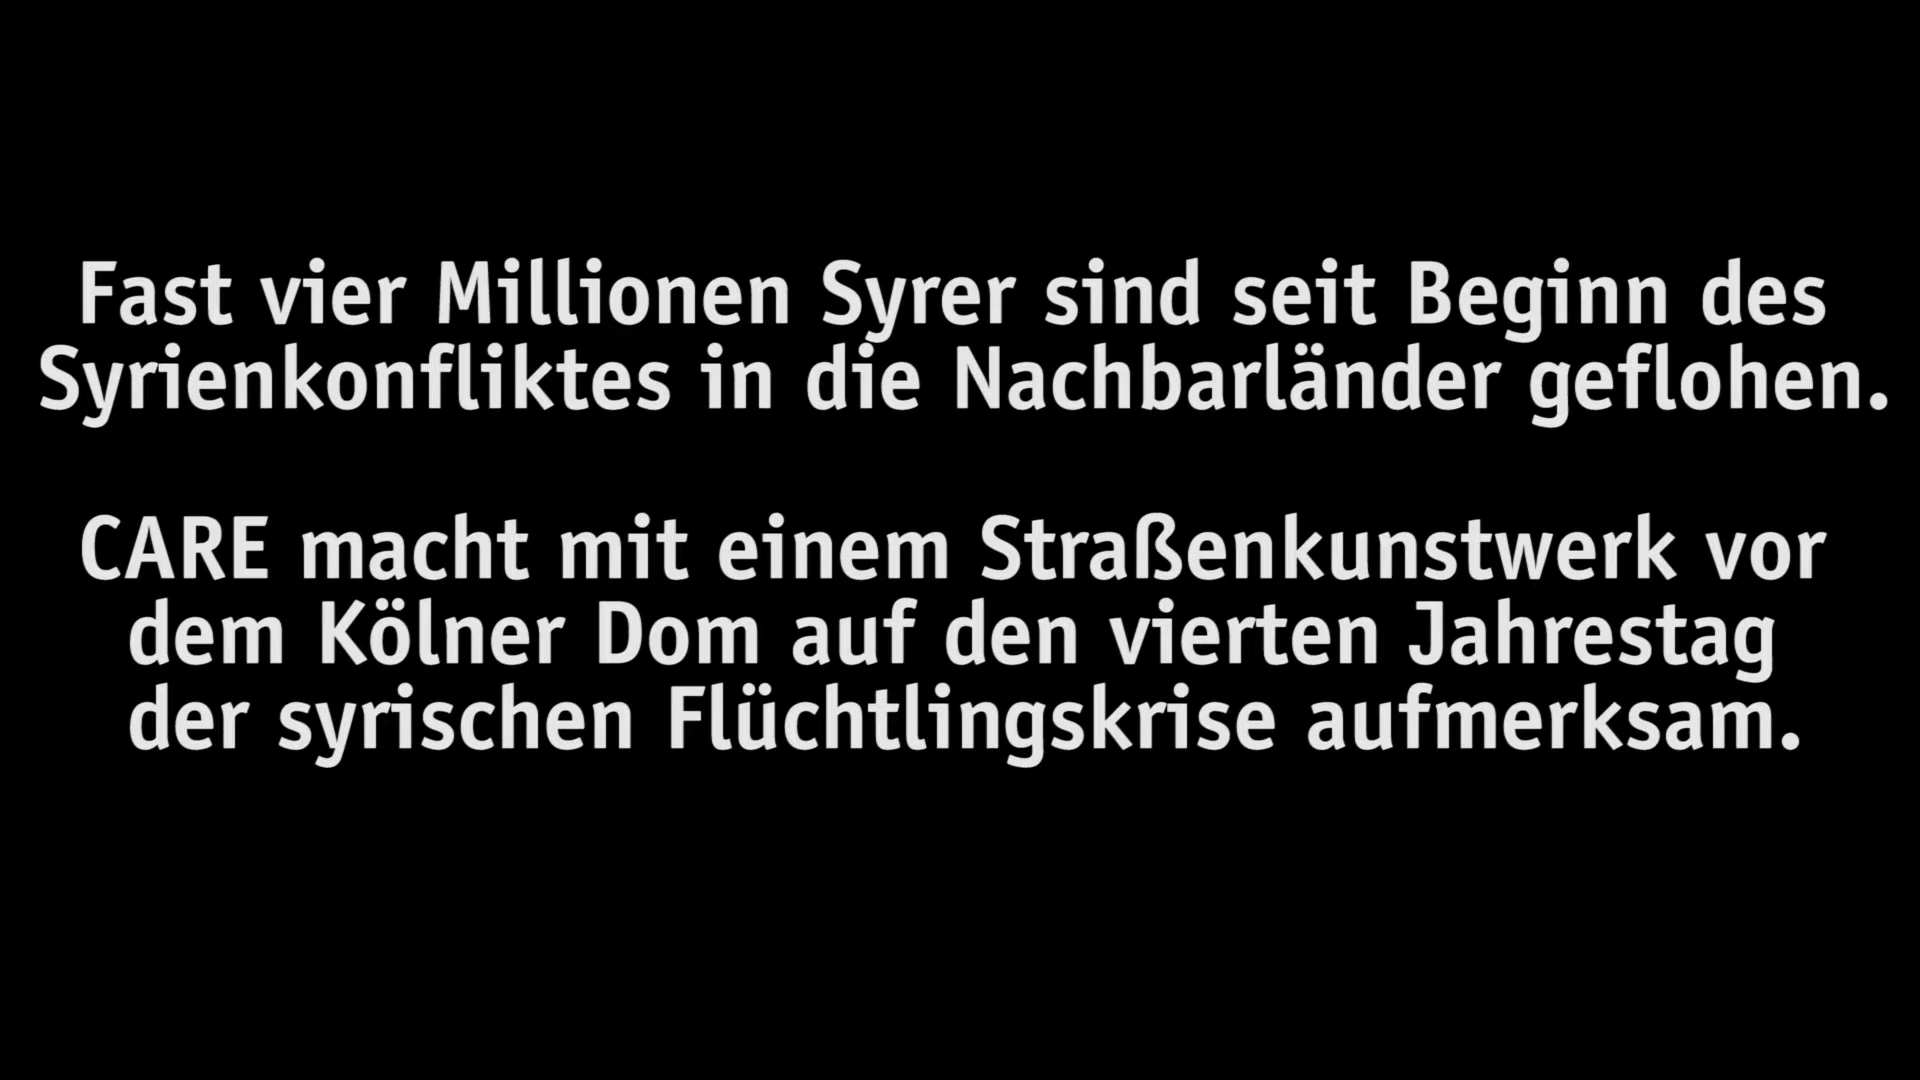 Fast vier Millionen Syrer sind seit Beginn des
Syrienkonfliktes in die Nachbarländer geflohen.
CARE macht mit einem Straßenkunstwerk vor
dem Kölner Dom auf den vierten Jahrestag
der syrischen Flüchtlingskrise aufmerksam.